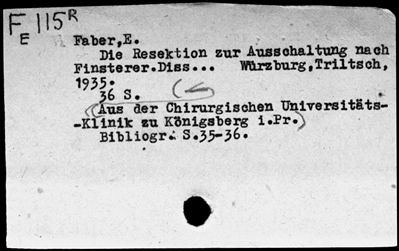 F E 115R
Faber,E.
Die Resektion zur Ausschaltung nach
Finsterer.Diss... Würzburg,Triltsch,
1935.
36 S.
(Aus der Chirurgischen Universitäts-
-Klinik zu Königsberg i.Pr.)
Bibliogr. S.35-36.